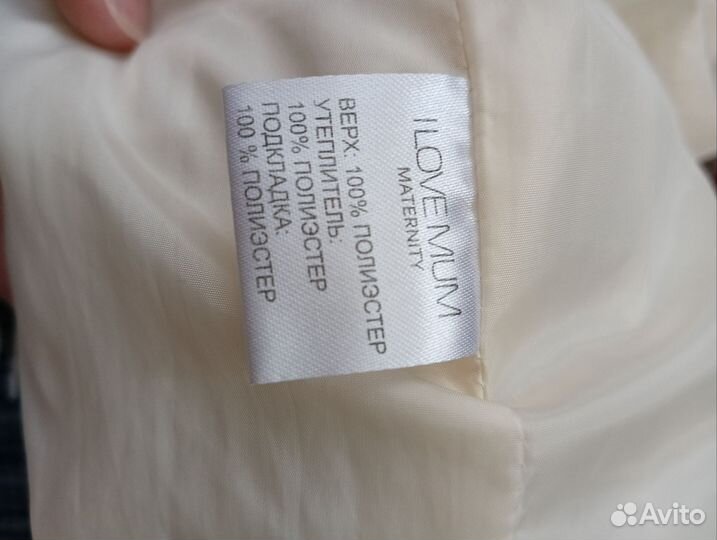 I LOVE MUM
MATERNITY
ВЕРХ: 100% ПОЛИЭСТЕР
УТЕПЛИТЕЛЬ:
100% ПОЛИЭСТЕР
ПОДКЛАДКА:
100 % ПОЛИЭСТЕР
Avito